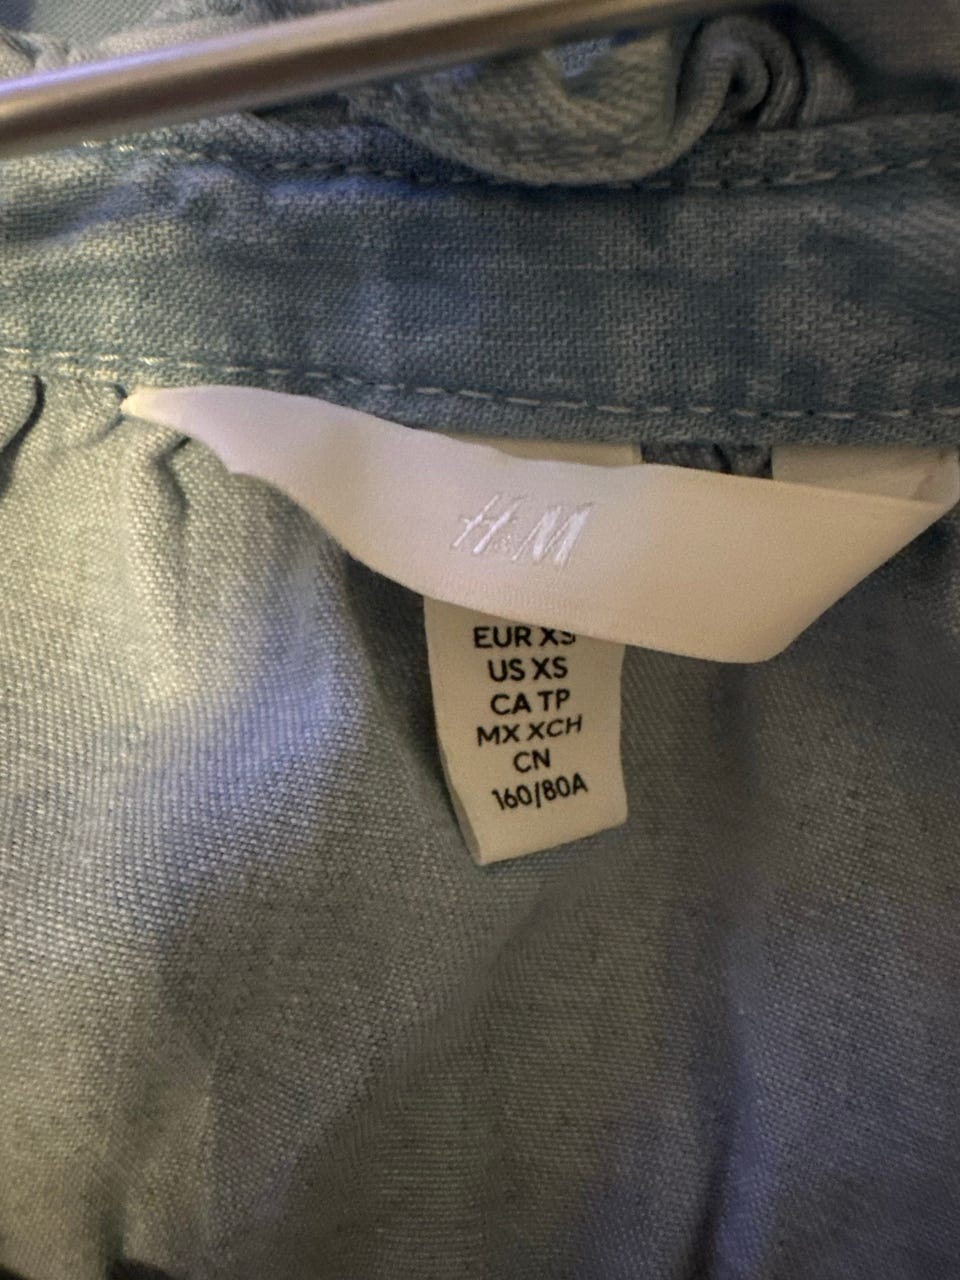 H&M
EUR XS
US XS
CA TP
MX XCH
CN
160/80A